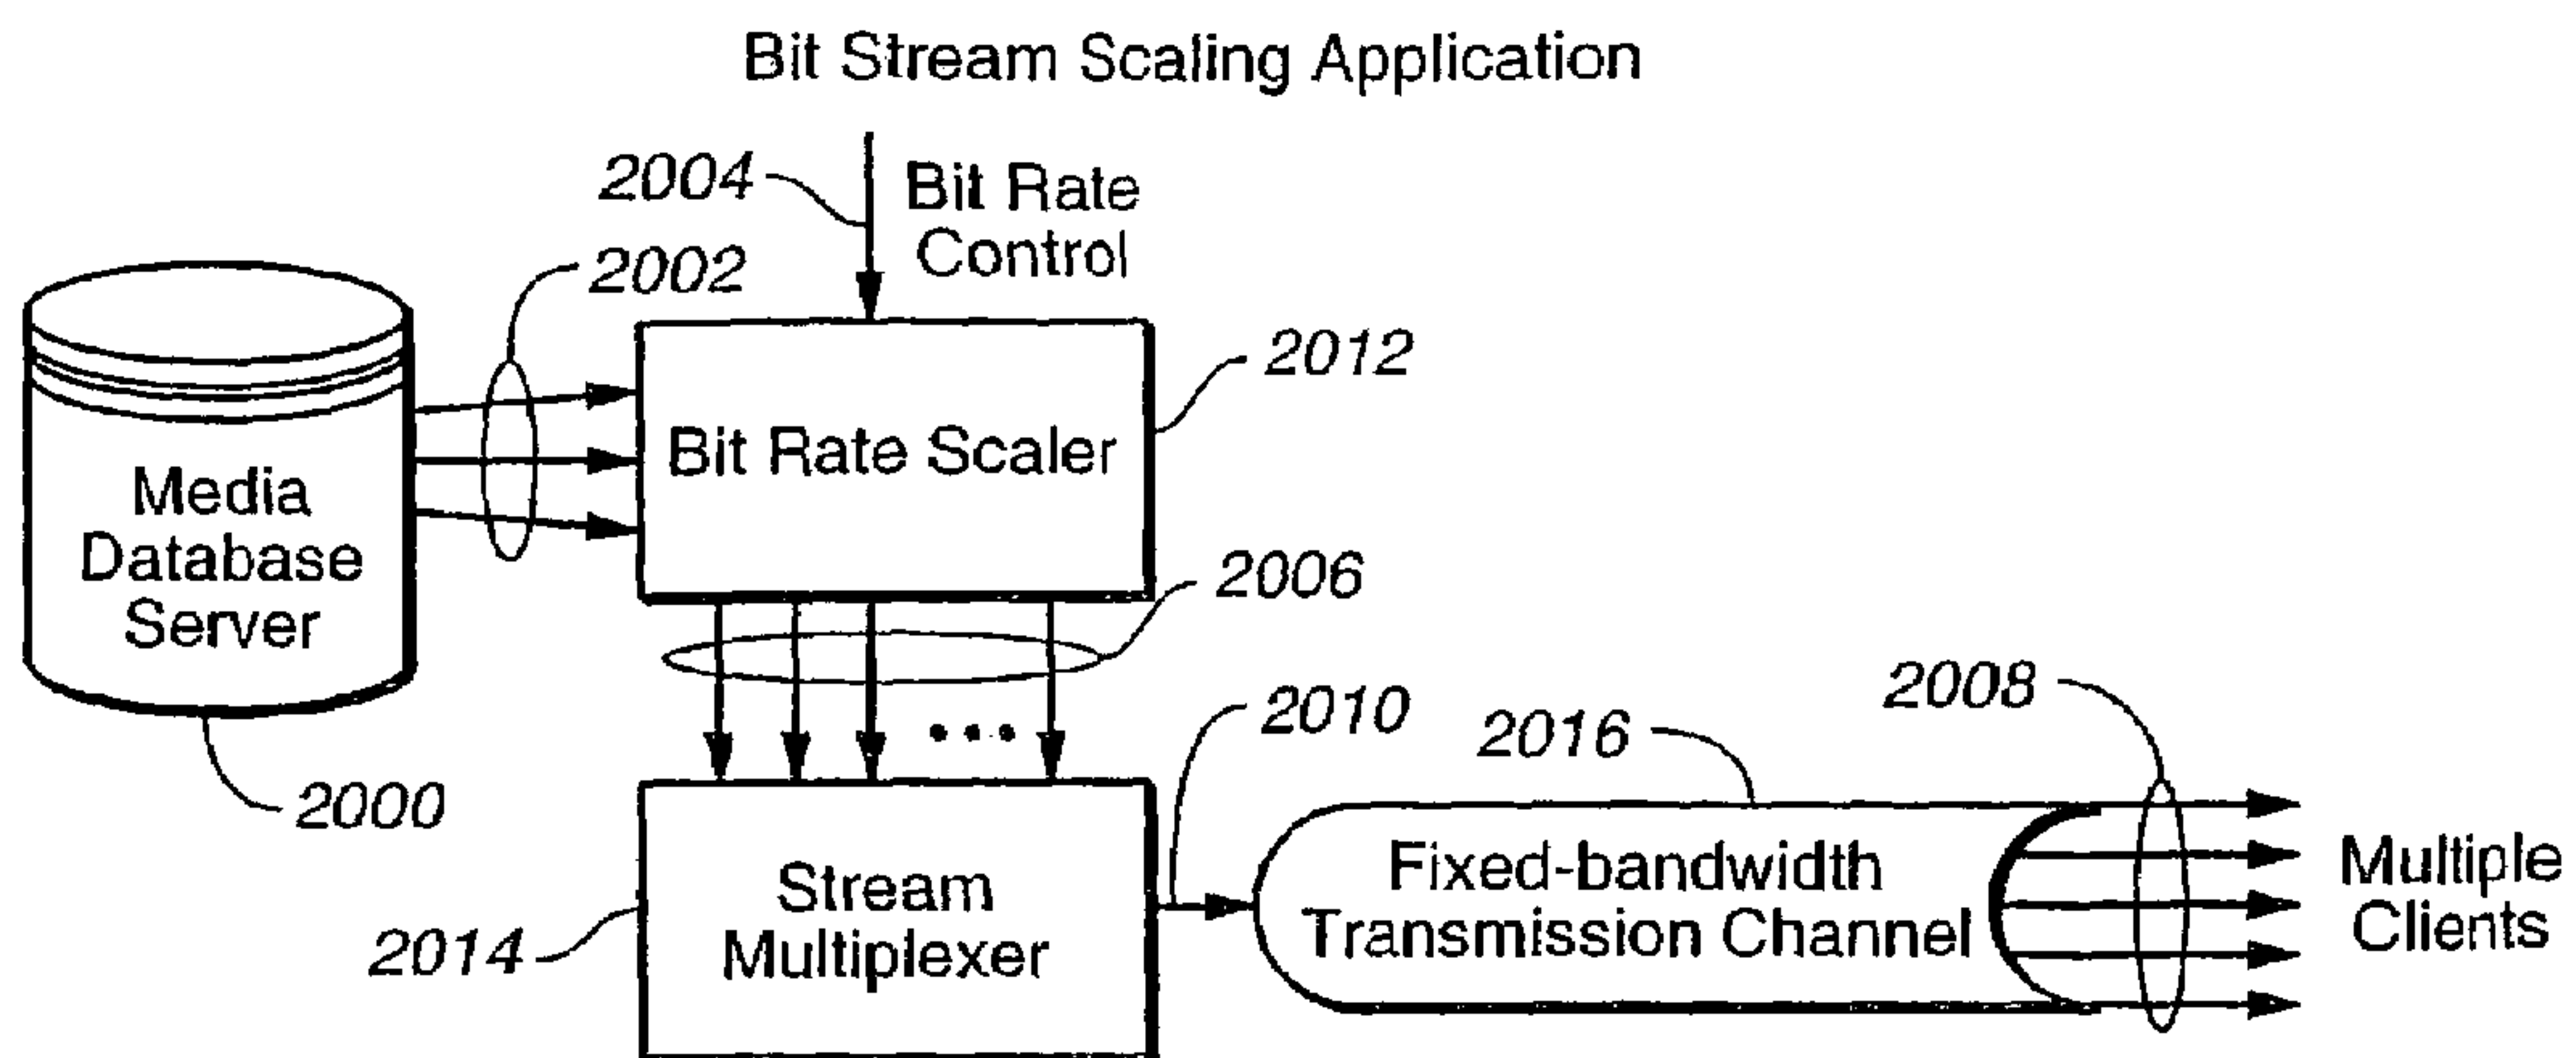 Bit Stream Scaling Application
2004
Bit Rate
Control
2002
2012
Media
Database
Server
Bit Rate Scaler
2006
2000
2010
2016
2008
2014
Stream
Multiplexer
Fixed-bandwidth
Transmission Channel
Multiple
Clients